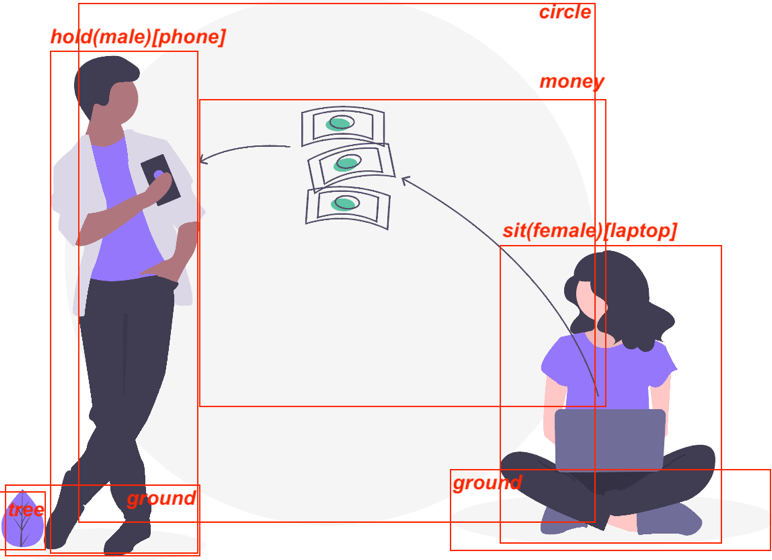 circle
hold(male)[phone]
money
sit(female)[laptop]
ground
ground
tree